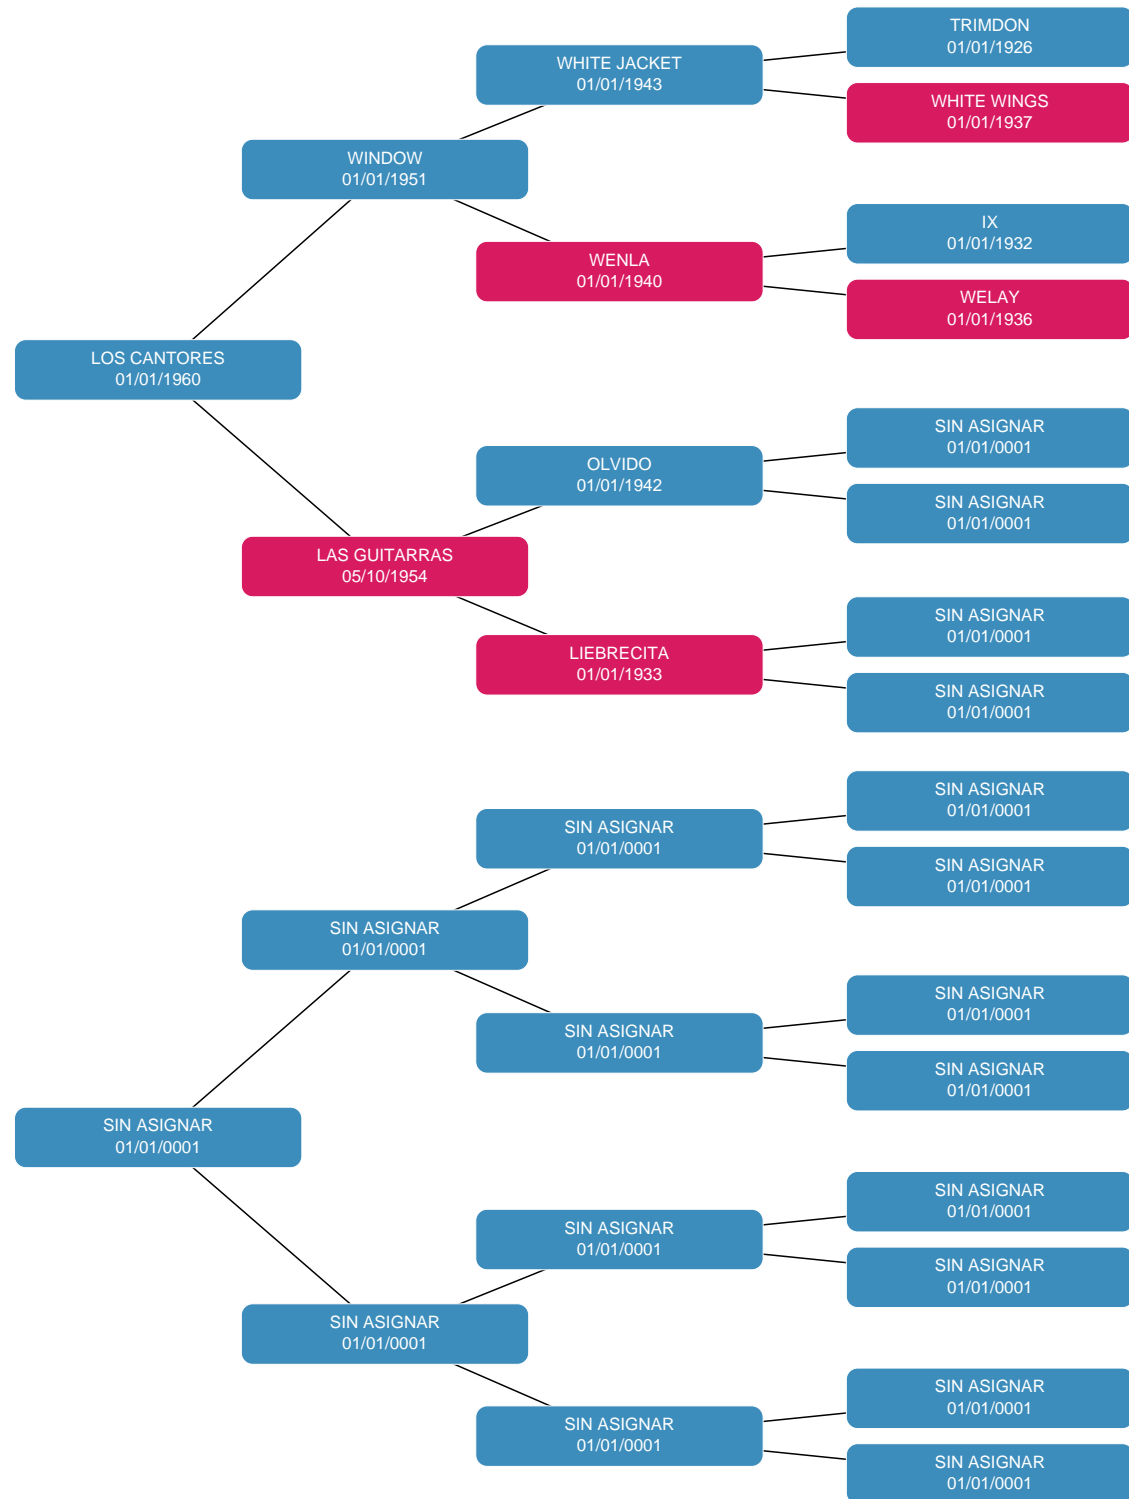 TRIMDON
01/01/1926
WHITE JACKET
01/01/1943
WHITE WINGS
01/01/1937
WINDOW
01/01/1951
IX
01/01/1932
WENLA
01/01/1940
WELAY
01/01/1936
LOS CANTORES
01/01/1960
SIN ASIGNAR
01/01/0001
OLVIDO
01/01/1942
SIN ASIGNAR
01/01/0001
LAS GUITARRAS
05/10/1954
SIN ASIGNAR
01/01/0001
LIEBRECITA
01/01/1933
SIN ASIGNAR
01/01/0001
SIN ASIGNAR
01/01/0001
SIN ASIGNAR
01/01/0001
SIN ASIGNAR
01/01/0001
SIN ASIGNAR
01/01/0001
SIN ASIGNAR
01/01/0001
SIN ASIGNAR
01/01/0001
SIN ASIGNAR
01/01/0001
SIN ASIGNAR
01/01/0001
SIN ASIGNAR
01/01/0001
SIN ASIGNAR
01/01/0001
SIN ASIGNAR
01/01/0001
SIN ASIGNAR
01/01/0001
SIN ASIGNAR
01/01/0001
SIN ASIGNAR
01/01/0001
SIN ASIGNAR
01/01/0001